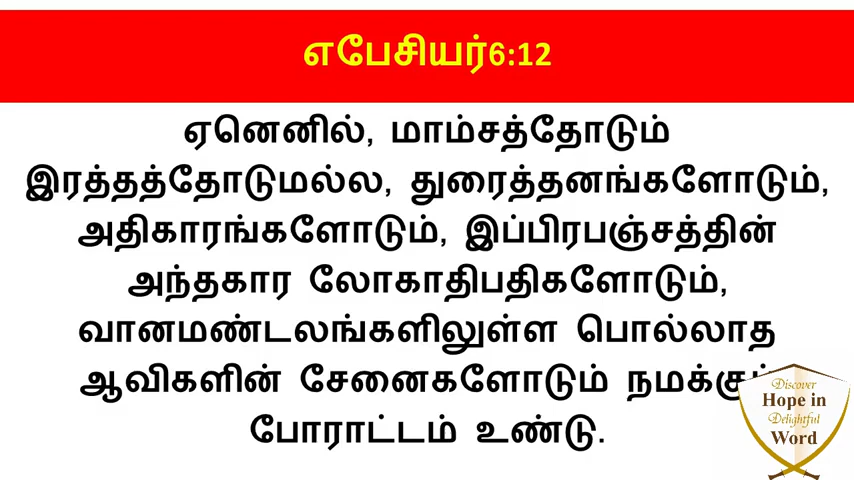 எபேசியர்6:12
ஏனெனில், மாம்சத்தோடும்
இரத்தத்தோடுமல்ல, துரைத்தனங்களோடும்,
அதிகாரங்களோடும், இப்பிரபஞ்சத்தின்
அந்தகார லோகாதிபதிகளோடும்,
வானமண்டலங்களிலுள்ள பொல்லாத
ஆவிகளின் சேனைகளோடும் நமக்கும்
போராட்டம் உண்டு.
Discover
Hope in
Delightful
Word